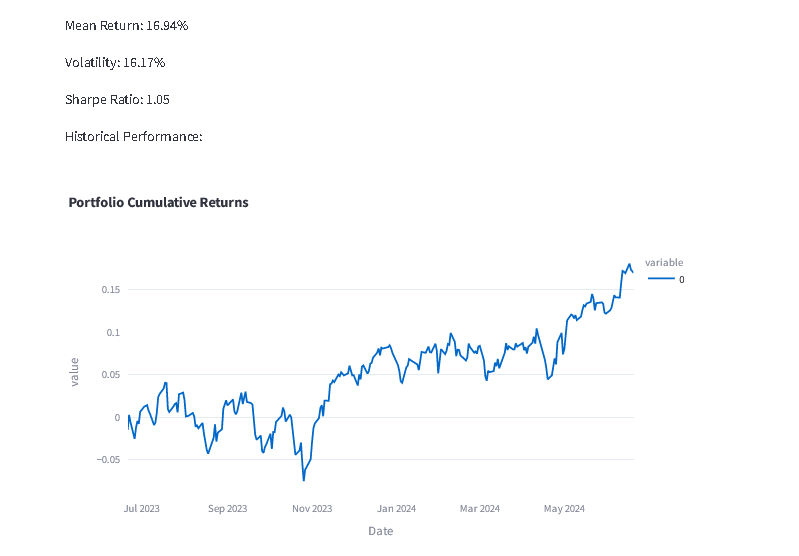 Mean Return: 16.94%
Volatility: 16.17%
Sharpe Ratio: 1.05
Historical Performance:
Portfolio Cumulative Returns
variable
0
value
0.15
0.1
0.05
0
−0.05
Jul 2023 Sep 2023 Nov 2023 Jan 2024 Mar 2024 May 2024
Date